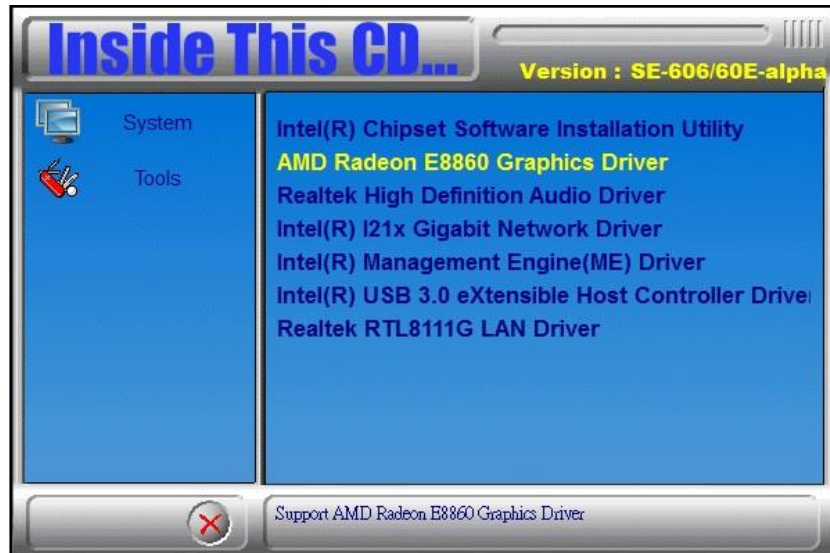 Inside This CD...
Version : SE-606/60E-alpha
System
Tools
Intel(R) Chipset Software Installation Utility
AMD Radeon E8860 Graphics Driver
Realtek High Definition Audio Driver
Intel(R) I21x Gigabit Network Driver
Intel(R) Management Engine(ME) Driver
Intel(R) USB 3.0 eXtensible Host Controller Driver
Realtek RTL8111G LAN Driver
Support AMD Radeon E8860 Graphics Driver